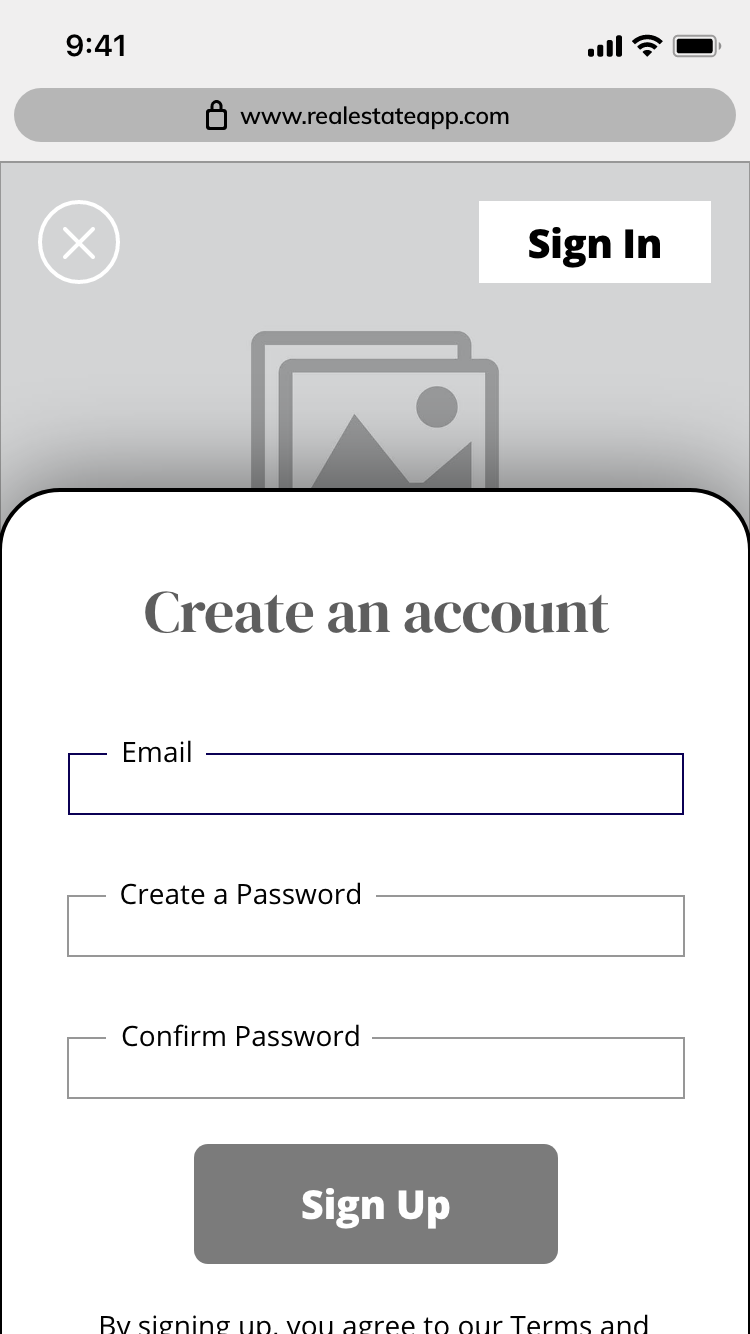 9:41
www.realestateapp.com
Sign In
Create an account
Email
Create a Password
Confirm Password
Sign Up
By signing up, you agree to our Terms and